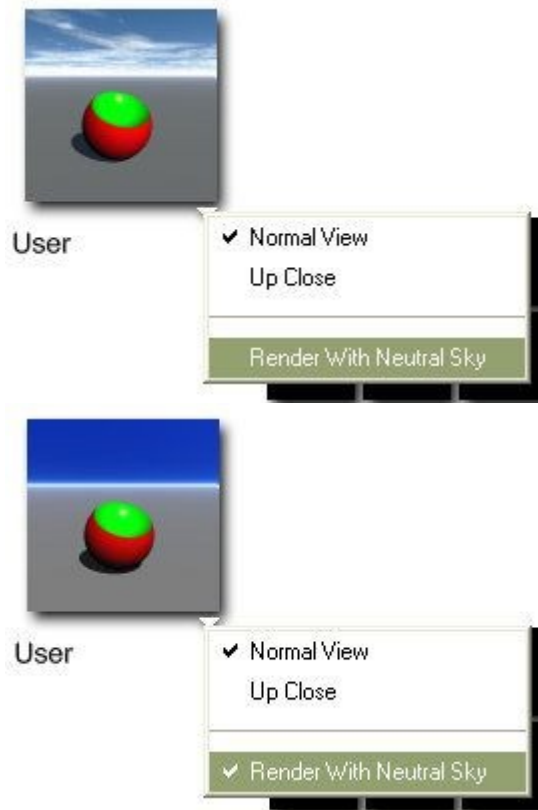 User
Normal View
Up Close
Render With Neutral Sky
User
Normal View
Up Close
Render With Neutral Sky